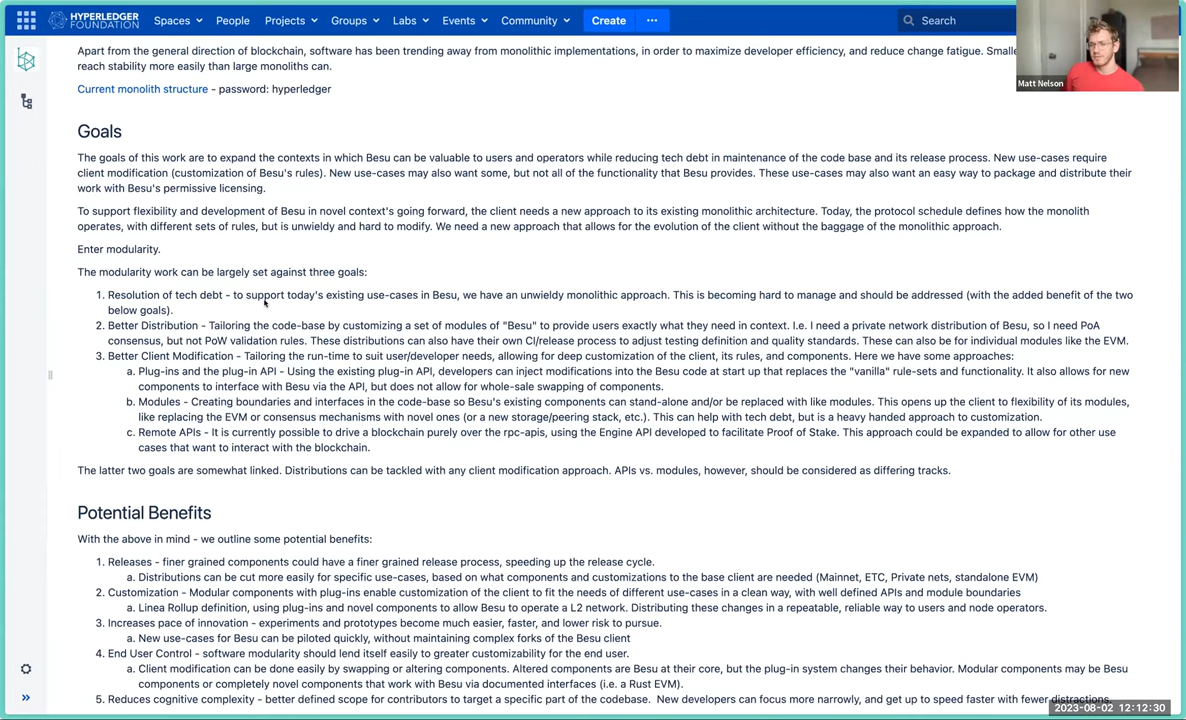 HYPERLEDGER
FOUNDATION
Spaces People Projects Groups Labs Events Community Create ... Search
Apart from the general direction of blockchain, software has been trending away from monolithic implementations, in order to maximize developer efficiency, and reduce change fatigue.
reach stability more easily than large monoliths can.
Current monolith structure - password: hyperledger
Matt Nelson
Goals
The goals of this work are to expand the contexts in which Besu can be valuable to users and operators while reducing tech debt in maintenance of the code base and its release process. New use-cases require
client modification (customization of Besu's rules). New use-cases may also want some, but not all of the functionality that Besu provides. These use-cases may also want an easy way to package and distribute their
work with Besu's permissive licensing.
To support flexibility and development of Besu in novel context's going forward, the client needs a new approach to its existing monolithic architecture. Today, the protocol schedule defines how the monolith
operates, with different sets of rules, but is unwieldy and hard to modify. We need a new approach that allows for the evolution of the client without the baggage of the monolithic approach.
Enter modularity.
The modularity work can be largely set against three goals:
1. Resolution of tech debt - to support today's existing use-cases in Besu, we have an unwieldy monolithic approach. This is becoming hard to manage and should be addressed (with the added benefit of the two
below goals).
2. Better Distribution - Tailoring the code-base by customizing a set of modules of "Besu" to provide users exactly what they need in context. I.e. I need a private network distribution of Besu, so I need PoA
consensus, but not PoW validation rules. These distributions can also have their own CI/release process to adjust testing definition and quality standards. These can also be for individual modules like the EVM.
3. Better Client Modification - Tailoring the run-time to suit user/developer needs, allowing for deep customization of the client, its rules, and components. Here we have some approaches:
a. Plug-ins and the plug-in API - Using the existing plug-in API, developers can inject modifications into the Besu code at start up that replaces the "vanilla" rule-sets and functionality. It also allows for new
components to interface with Besu via the API, but does not allow for whole-sale swapping of components.
b. Modules - Creating boundaries and interfaces in the code-base so Besu's existing components can stand-alone and/or be replaced with like modules. This opens up the client to flexibility of its modules,
like replacing the EVM or consensus mechanisms with novel ones (or a new storage/peering stack, etc.). This can help with tech debt, but is a heavy handed approach to customization.
c. Remote APIs - It is currently possible to drive a blockchain purely over the rpc-apis, using the Engine API developed to facilitate Proof of Stake. This approach could be expanded to allow for other use
cases that want to interact with the blockchain.
The latter two goals are somewhat linked. Distributions can be tackled with any client modification approach. APIs vs. modules, however, should be considered as differing tracks.
Potential Benefits
With the above in mind - we outline some potential benefits:
1. Releases - finer grained components could have a finer grained release process, speeding up the release cycle.
a. Distributions can be cut more easily for specific use-cases, based on what components and customizations to the base client are needed (Mainnet, ETC, Private nets, standalone EVM)
2. Customization - Modular components with plug-ins enable customization of the client to fit the needs of different use-cases in a clean way, with well defined APIs and module boundaries
a. Linea Rollup definition, using plug-ins and novel components to allow Besu to operate a L2 network. Distributing these changes in a repeatable, reliable way to users and node operators.
3. Increases pace of innovation - experiments and prototypes become much easier, faster, and lower risk to pursue.
a. New use-cases for Besu can be piloted quickly, without maintaining complex forks of the Besu client
4. End User Control - software modularity should lend itself easily to greater customizability for the end user.
a. Client modification can be done easily by swapping or altering components. Altered components are Besu at their core, but the plug-in system changes their behavior. Modular components may be Besu
components or completely novel components that work with Besu via documented interfaces (i.e. a Rust EVM).
5. Reduces cognitive complexity - better defined scope for contributors to target a specific part of the codebase. New developers can focus more narrowly, and get up to speed faster with fewer distractions.
2023-08-02 12:12:30